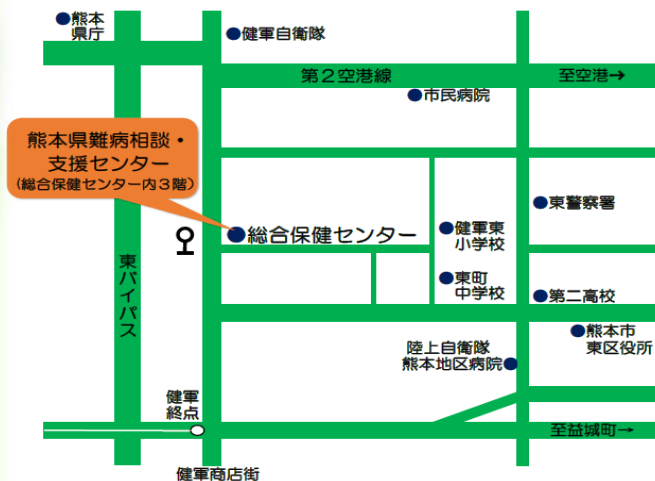 ●熊本
県庁
●健軍自衛隊
第2空港線
至空港→
●市民病院
熊本県難病相談・
支援センター
(総合保健センター内3階)
●東警察署
●総合保健センター
●健軍東
小学校
東バイパス
●東町
中学校
●第二高校
●熊本市
東区役所
陸上自衛隊
熊本地区病院●
健軍
終点
至益城町→
健軍商店街